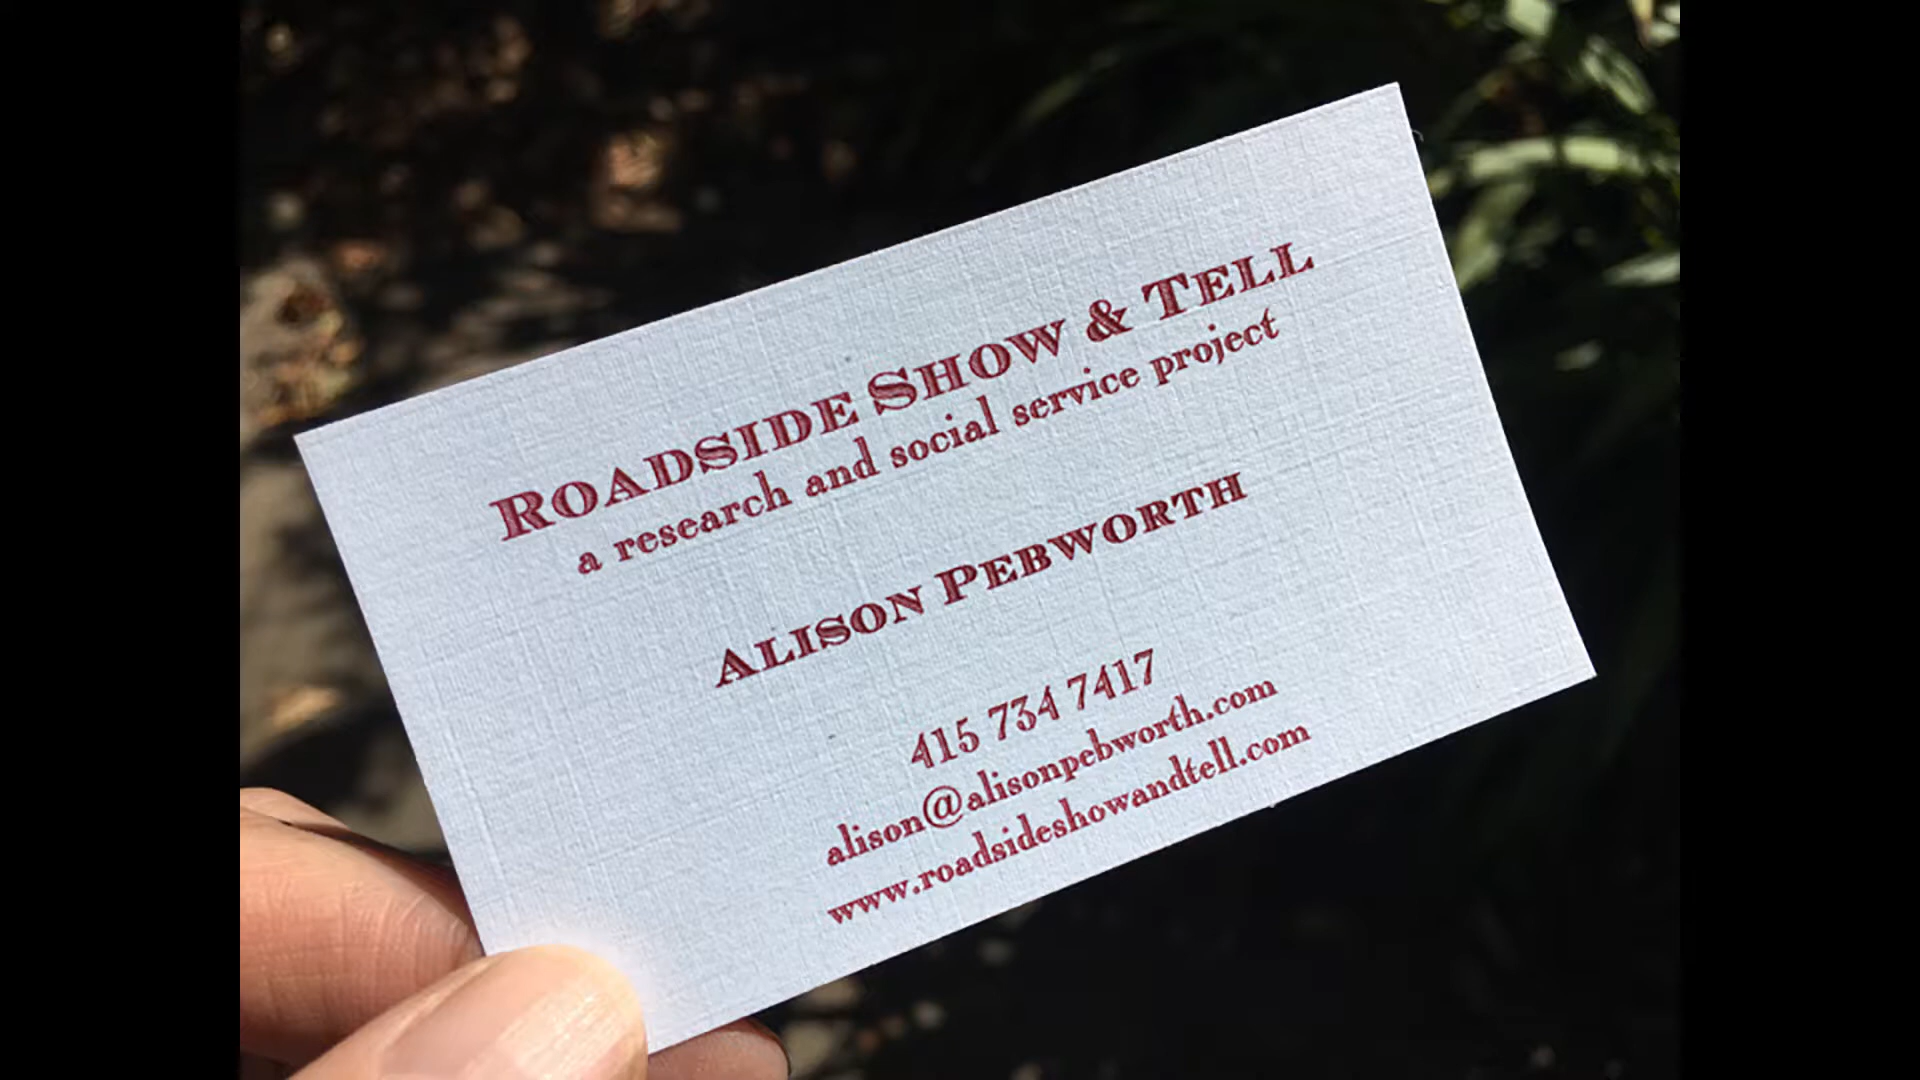 ROADSIDE SHOW & TELL
a research and social service project
ALISON PEBWORTH
415 734 7417
alison@alisonpebworth.com
www.roadsideshowandtell.com